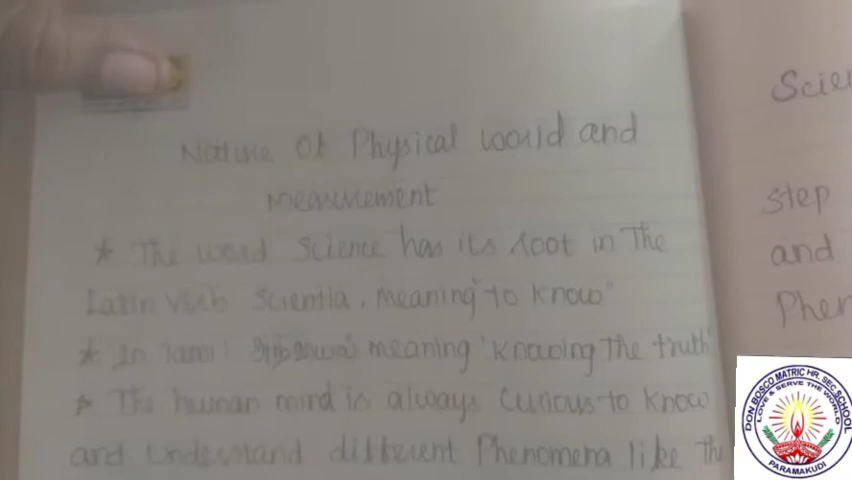 Nature of Physical world and
measurement
* The word science has its root in The
Latin verb scientia, meaning "to know"
* In Tamil அறிவியல் meaning 'knowing The truth'
* The human mind is always curious to know
and understand different Phenomena like th
Scien
step
and
Phen
DON BOSCO MATRIC HR. SEC. SCHOOL
LOVE & SERVE THE WORLD
PARAMAKUDI